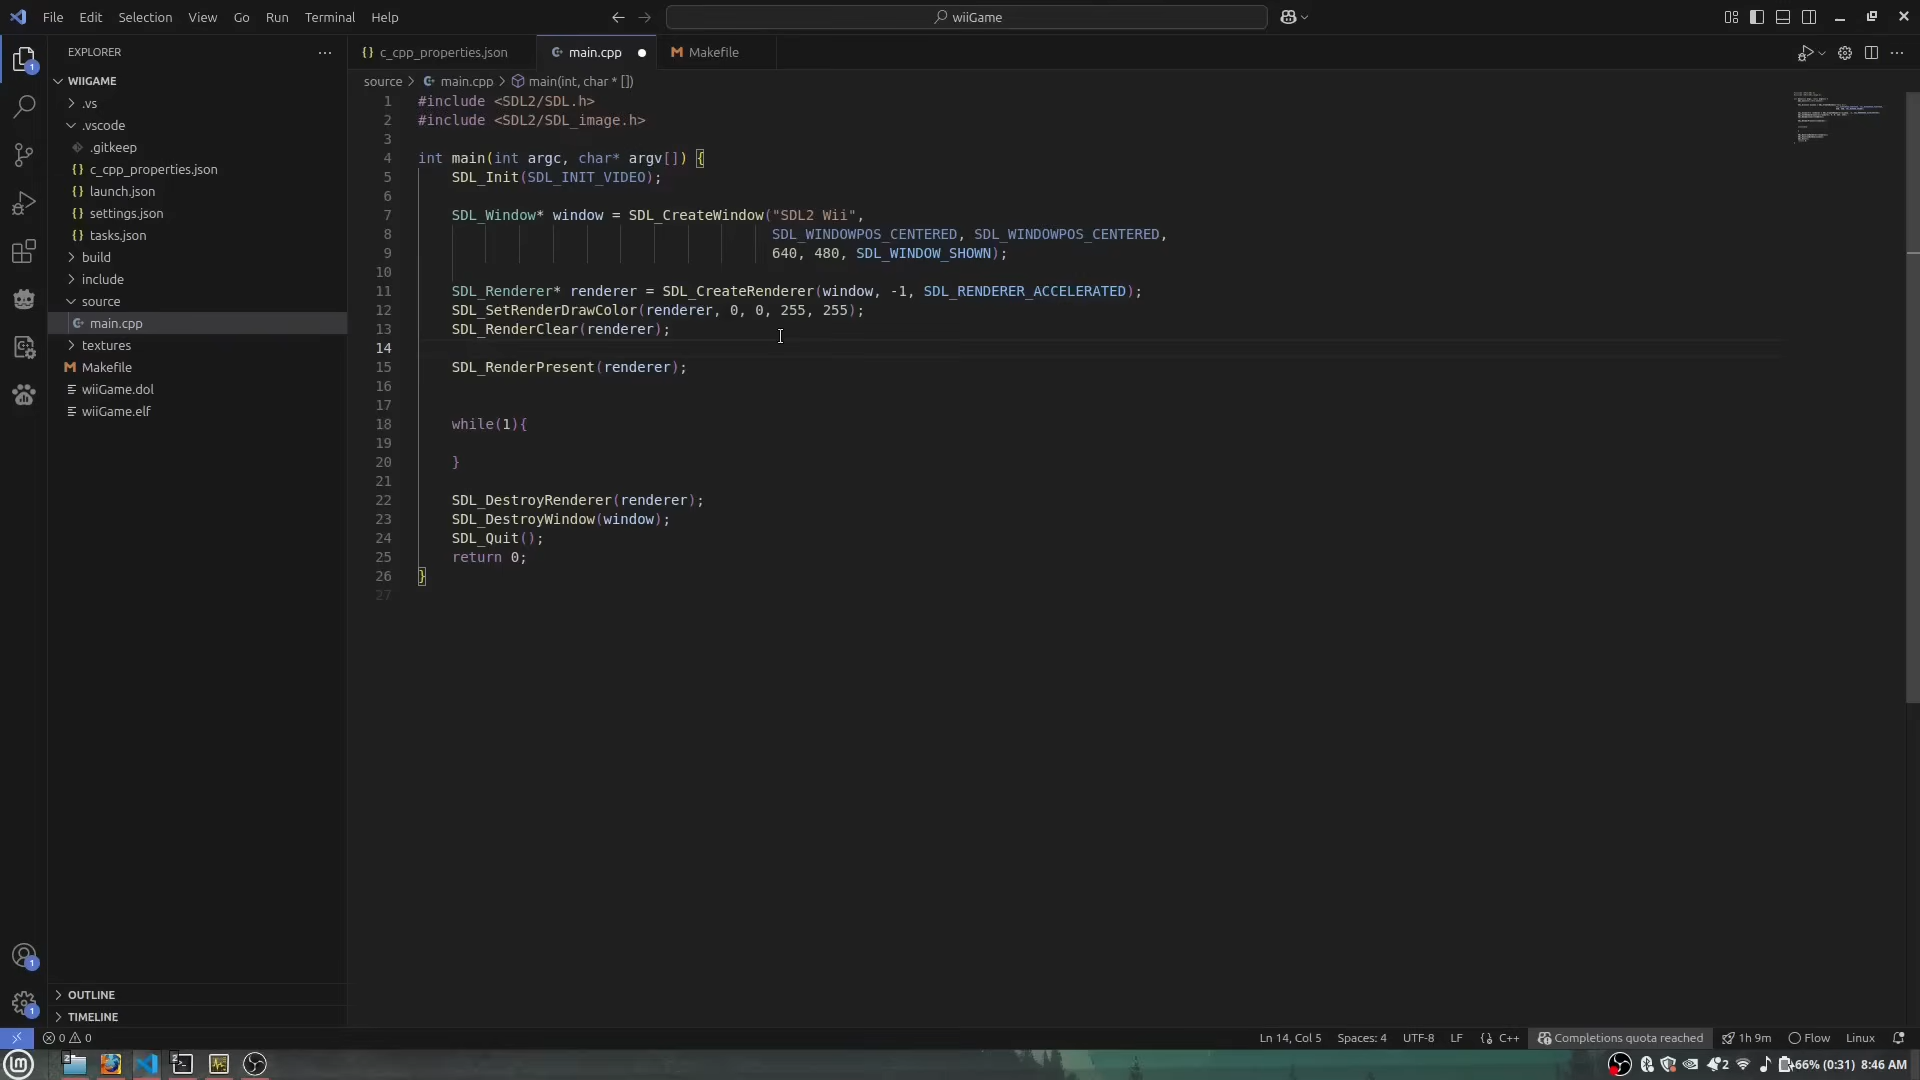 File Edit Selection View Go Run Terminal Help
wiiGame
EXPLORER
c_cpp_properties.json
main.cpp
Makefile
WIIGAME
source > main.cpp > main(int, char * [])
.vs
.vscode
.gitkeep
c_cpp_properties.json
launch.json
settings.json
tasks.json
build
include
source
main.cpp
textures
Makefile
wiiGame.dol
wiiGame.elf
OUTLINE
TIMELINE
1 #include <SDL2/SDL.h>
2 #include <SDL2/SDL_image.h>
3
4 int main(int argc, char* argv[]) {
5 SDL_Init(SDL_INIT_VIDEO);
6
7 SDL_Window* window = SDL_CreateWindow("SDL2 Wii",
8 SDL_WINDOWPOS_CENTERED, SDL_WINDOWPOS_CENTERED,
9 640, 480, SDL_WINDOW_SHOWN);
10
11 SDL_Renderer* renderer = SDL_CreateRenderer(window, -1, SDL_RENDERER_ACCELERATED);
12 SDL_SetRenderDrawColor(renderer, 0, 0, 255, 255);
13 SDL_RenderClear(renderer);
14
15 SDL_RenderPresent(renderer);
16
17
18 while(1){
19
20 }
21
22 SDL_DestroyRenderer(renderer);
23 SDL_DestroyWindow(window);
24 SDL_Quit();
25 return 0;
26 }
27
0 0 Ln 14, Col 5 Spaces: 4 UTF-8 LF {} C++ Completions quota reached 1h 9m Flow Linux
2 2 2 66% (0:31) 8:46 AM